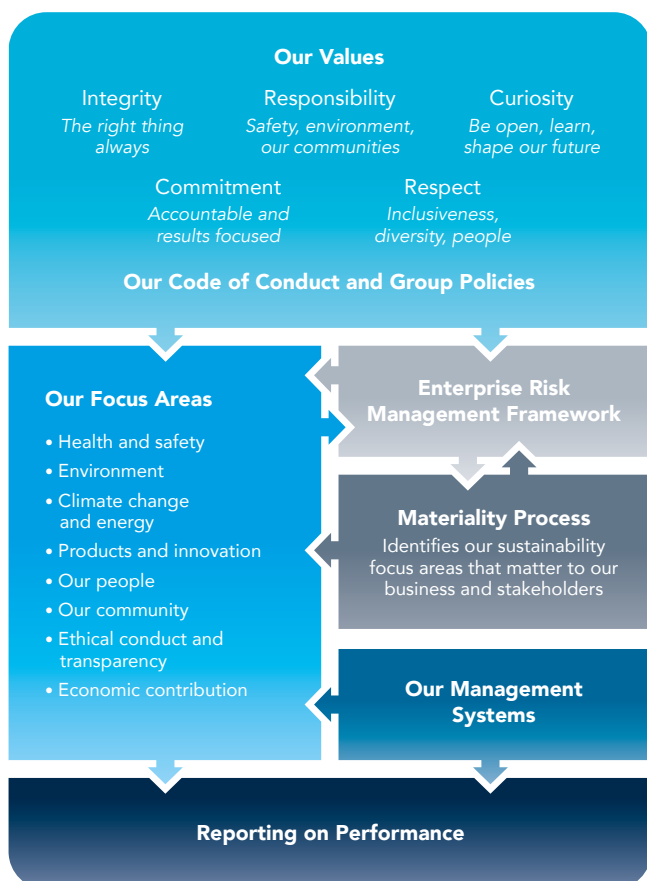 Our Values
Integrity
The right thing
always
Responsibility
Safety, environment,
our communities
Curiosity
Be open, learn,
shape our future
Commitment
Accountable and
results focused
Respect
Inclusiveness,
diversity, people
Our Code of Conduct and Group Policies
Our Focus Areas
• Health and safety
• Environment
• Climate change
and energy
• Products and innovation
• Our people
• Our community
• Ethical conduct and
transparency
• Economic contribution
Enterprise Risk
Management Framework
Materiality Process
Identifies our sustainability
focus areas that matter to our
business and stakeholders
Our Management
Systems
Reporting on Performance